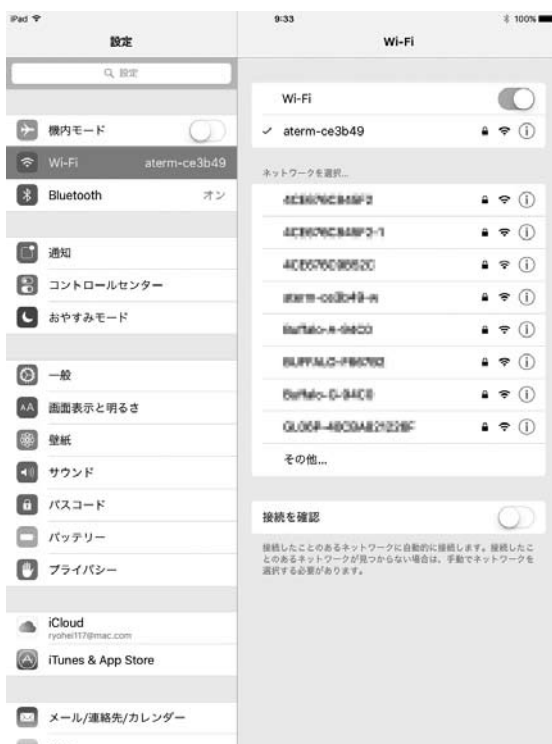 iPad
設定
設定
機内モード
Wi-Fi aterm-ce3b49
Bluetooth オン
通知
コントロールセンター
おやすみモード
一般
AA 画面表示と明るさ
壁紙
サウンド
パスコード
バッテリー
プライバシー
iCloud
ryohei117@mac.com
iTunes & App Store
メール/連絡先/カレンダー
9:33 100%
Wi-Fi
Wi-Fi
aterm-ce3b49
ネットワークを選択...
その他...
接続を確認
接続したことのあるネットワークに自動的に接続します。接続したこ
とのあるネットワークが見つからない場合は、手動でネットワークを
選択する必要があります。